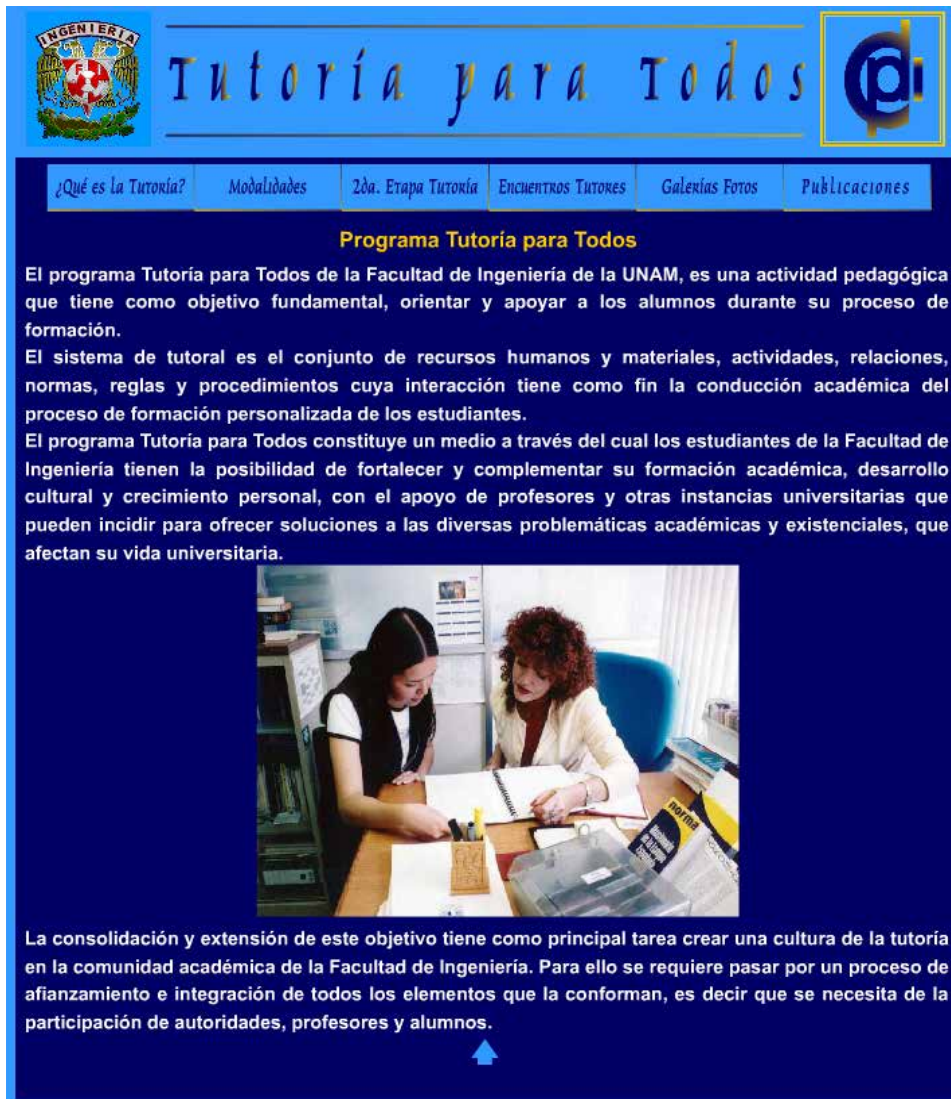 INGENIERIA
Tutoría para Todos
¿Qué es la Tutoría?
Modalidades
2da. Etapa Tutoría
Encuentros Tutores
Galerías Fotos
Publicaciones
Programa Tutoría para Todos
El programa Tutoría para Todos de la Facultad de Ingeniería de la UNAM, es una actividad pedagógica
que tiene como objetivo fundamental, orientar y apoyar a los alumnos durante su proceso de
formación.
El sistema de tutoral es el conjunto de recursos humanos y materiales, actividades, relaciones,
normas, reglas y procedimientos cuya interacción tiene como fin la conducción académica del
proceso de formación personalizada de los estudiantes.
El programa Tutoría para Todos constituye un medio a través del cual los estudiantes de la Facultad de
Ingeniería tienen la posibilidad de fortalecer y complementar su formación académica, desarrollo
cultural y crecimiento personal, con el apoyo de profesores y otras instancias universitarias que
pueden incidir para ofrecer soluciones a las diversas problemáticas académicas y existenciales, que
afectan su vida universitaria.
norma
Diccionario
de la Lengua
Española
La consolidación y extensión de este objetivo tiene como principal tarea crear una cultura de la tutoría
en la comunidad académica de la Facultad de Ingeniería. Para ello se requiere pasar por un proceso de
afianzamiento e integración de todos los elementos que la conforman, es decir que se necesita de la
participación de autoridades, profesores y alumnos.